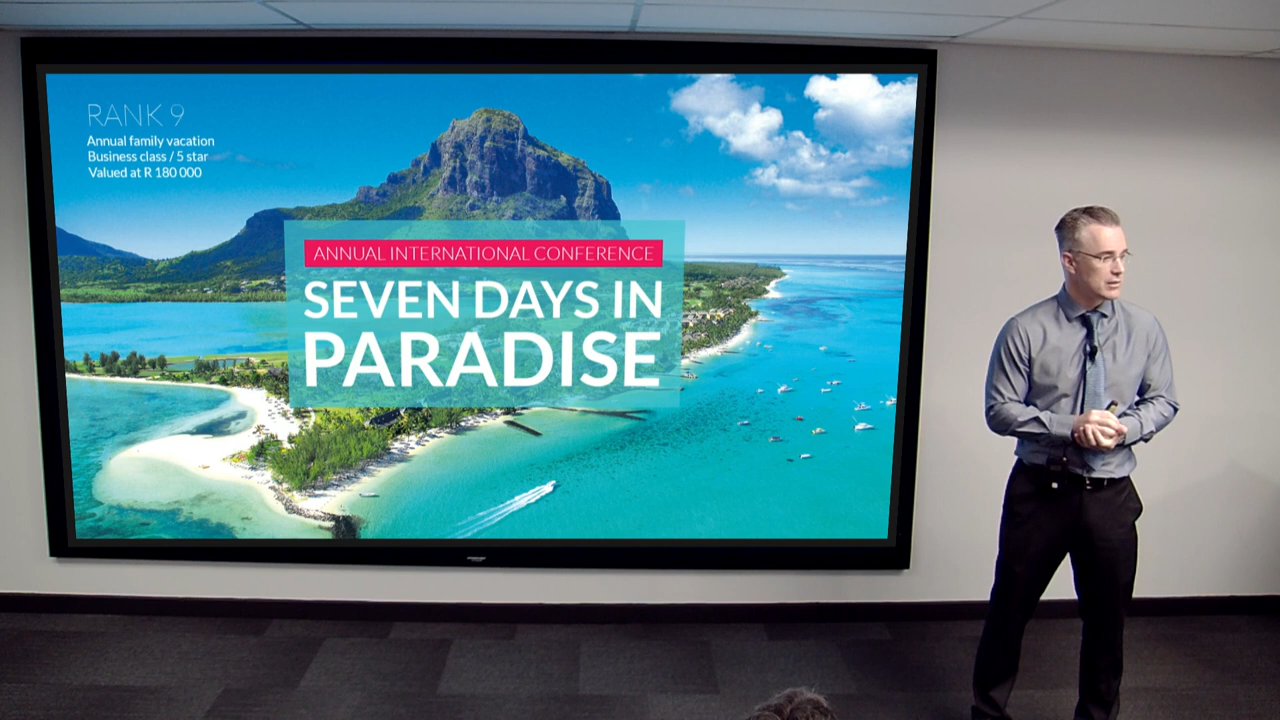 RANK 9
Annual family vacation
Business class / 5 star
Valued at R 180 000
ANNUAL INTERNATIONAL CONFERENCE
SEVEN DAYS IN
PARADISE